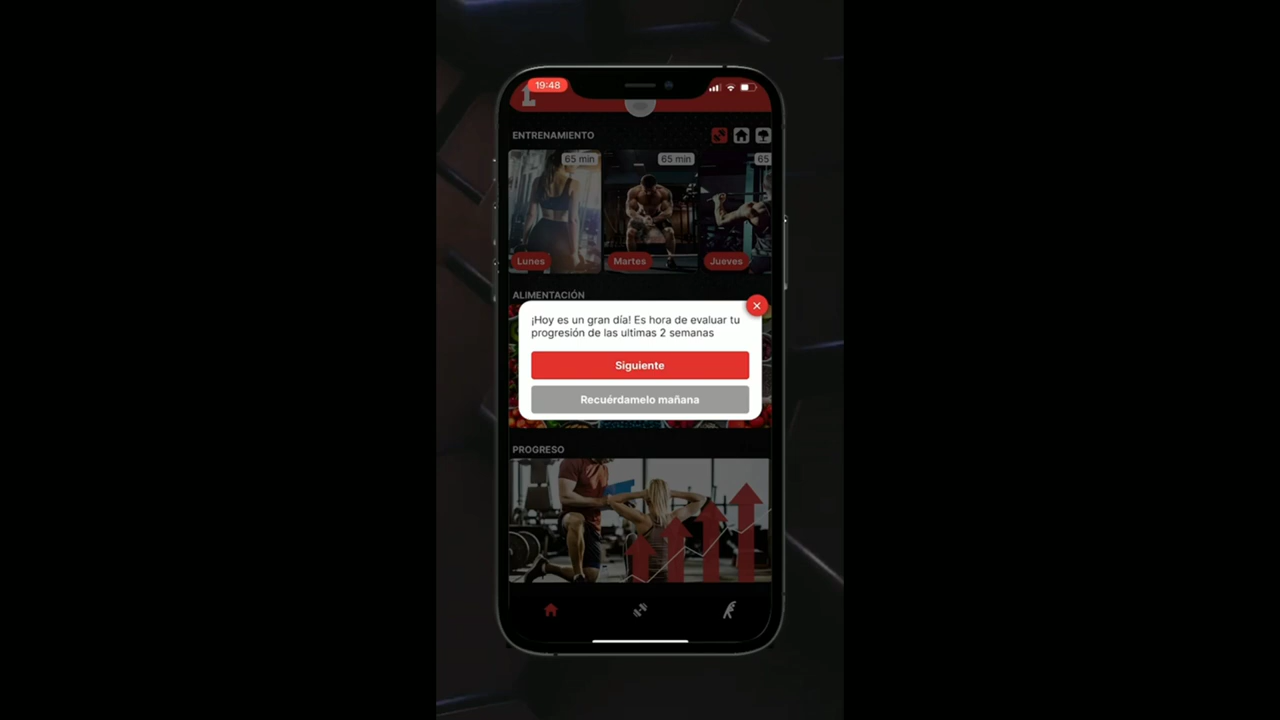 19:48
ENTRENAMIENTO
65 min
65 min
65
Lunes
Martes
Jueves
ALIMENTACIÓN
¡Hoy es un gran día! Es hora de evaluar tu
progresión de las ultimas 2 semanas
Siguiente
Recuérdamelo mañana
PROGRESO